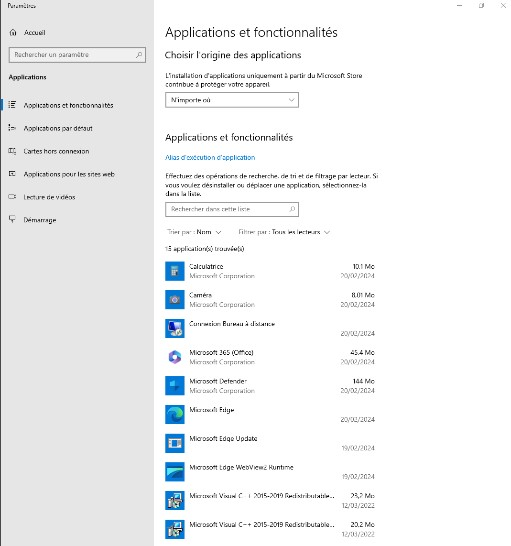 Paramètres
Accueil
Rechercher un paramètre
Applications
Applications et fonctionnalités
Applications par défaut
Cartes hors connexion
Applications pour les sites web
Lecture de vidéos
Démarrage
Applications et fonctionnalités
Choisir l'origine des applications
L'installation d'applications uniquement à partir du Microsoft Store
contribue à protéger votre appareil.
N'importe où
Applications et fonctionnalités
Alias d'exécution d'application
Effectuez des opérations de recherche, de tri et de filtrage par lecteur. Si
vous voulez désinstaller ou déplacer une application, sélectionnez-la
dans la liste.
Rechercher dans cette liste
Trier par : Nom Filtrer par : Tous les lecteurs
15 application(s) trouvée(s)
Calculatrice 10,1 Mo
Microsoft Corporation 20/02/2024
Caméra 8,01 Mo
Microsoft Corporation 20/02/2024
Connexion Bureau à distance
20/02/2024
Microsoft 365 (Office) 45,4 Mo
Microsoft Corporation 20/02/2024
Microsoft Defender 144 Mo
Microsoft Corporation 20/02/2024
Microsoft Edge
20/02/2024
Microsoft Edge Update
19/02/2024
Microsoft Edge WebView2 Runtime
19/02/2024
Microsoft Visual C++ 2015-2019 Redistributable... 23,2 Mo
12/03/2022
Microsoft Visual C++ 2015-2019 Redistributable... 20,2 Mo
12/03/2022